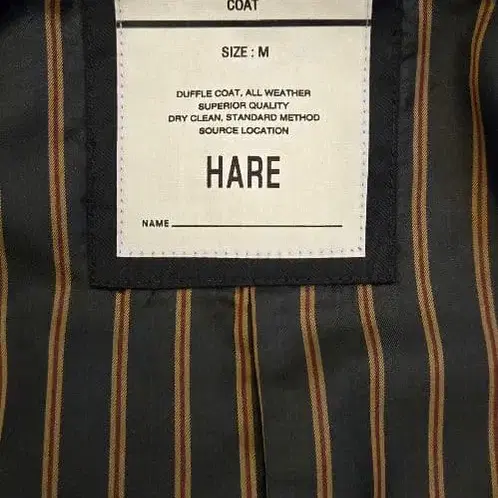 COAT
SIZE : M
DUFFLE COAT, ALL WEATHER
SUPERIOR QUALITY
DRY CLEAN, STANDARD METHOD
SOURCE LOCATION
HARE
NAME